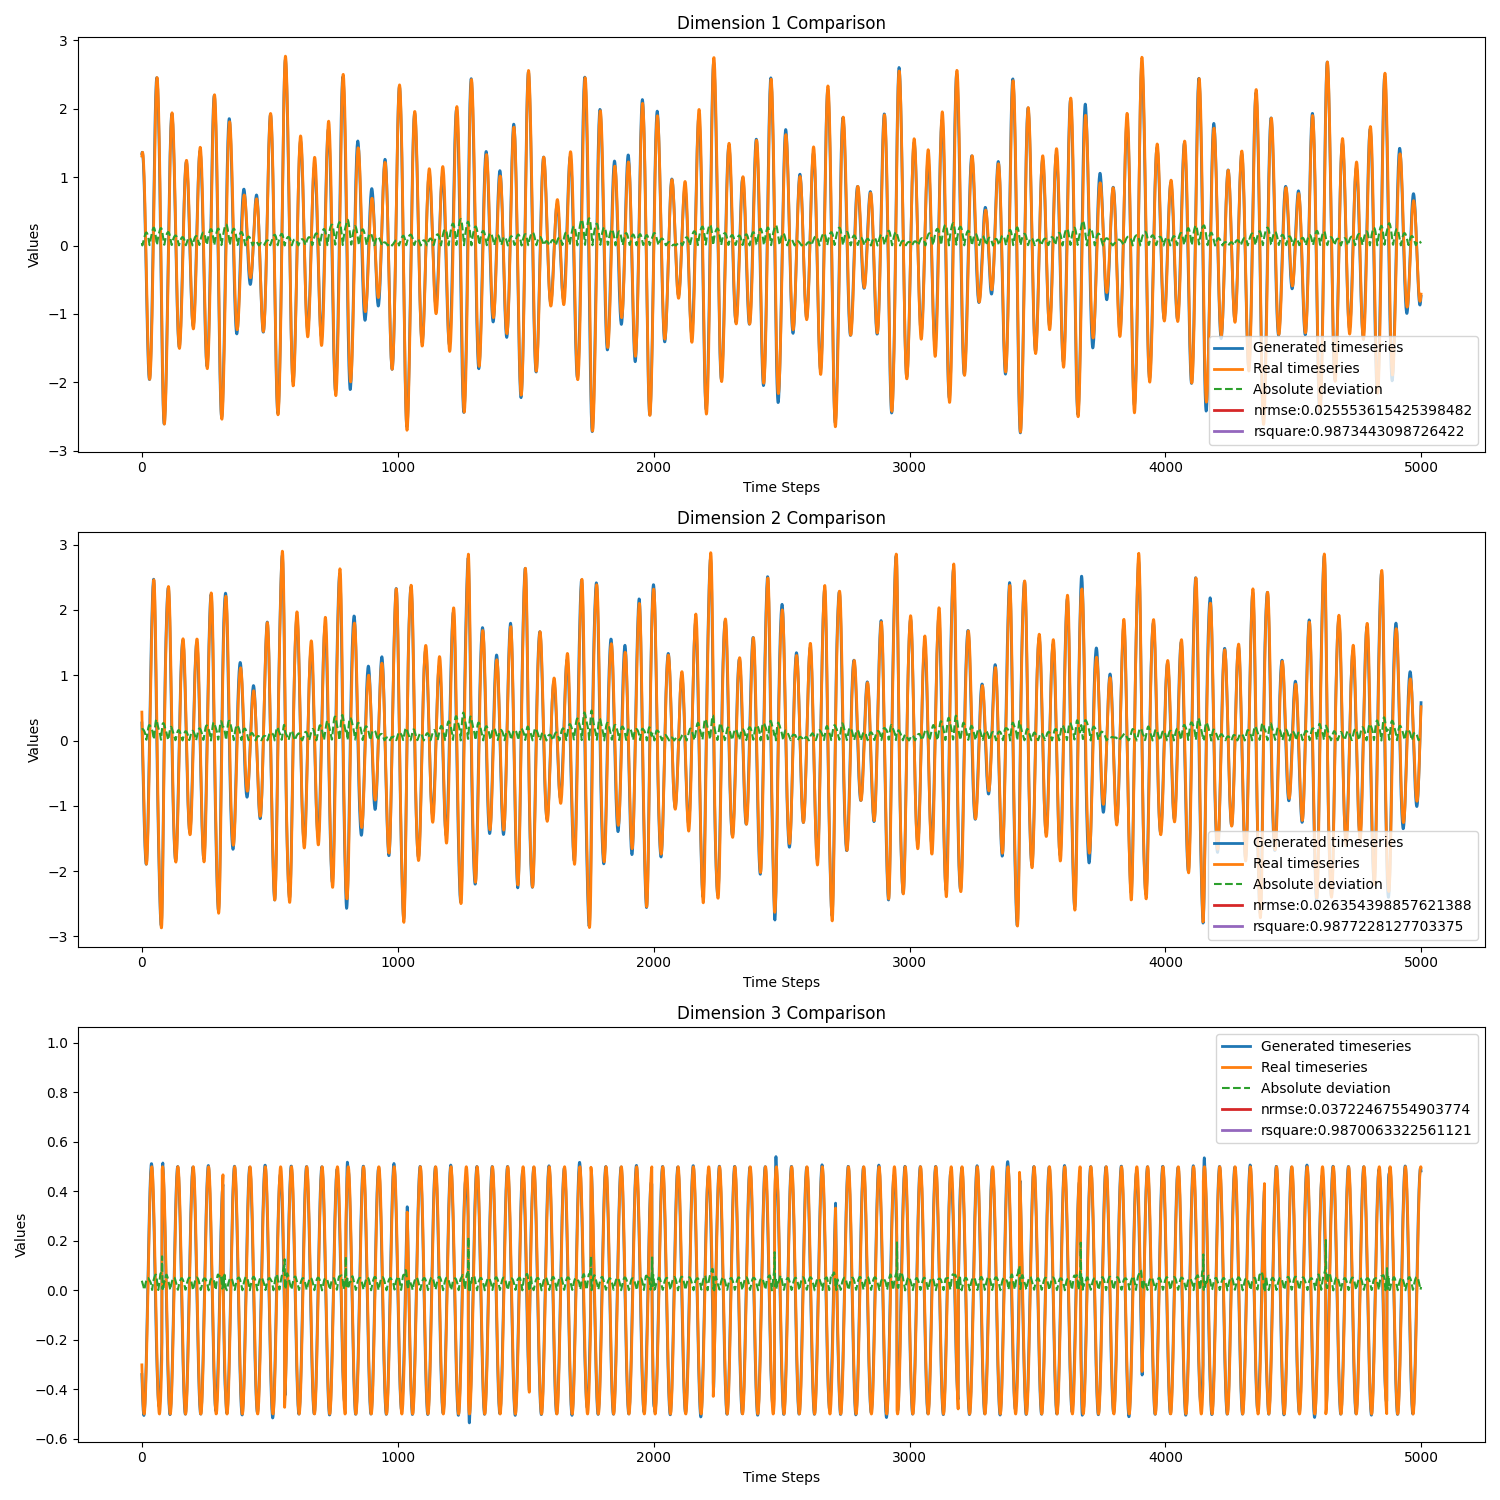 Dimension 1 Comparison
3
2
1
0
−1
−2
−3
Values
0
1000
2000
3000
4000
5000
Time Steps
Generated timeseries
Real timeseries
Absolute deviation
nrmse:0.025553615425398482
rsquare:0.9873443098726422
Dimension 2 Comparison
3
2
1
0
−1
−2
−3
Values
0
1000
2000
3000
4000
5000
Time Steps
Generated timeseries
Real timeseries
Absolute deviation
nrmse:0.026354398857621388
rsquare:0.9877228127703375
Dimension 3 Comparison
1.0
0.8
0.6
0.4
0.2
0.0
−0.2
−0.4
−0.6
Values
0
1000
2000
3000
4000
5000
Time Steps
Generated timeseries
Real timeseries
Absolute deviation
nrmse:0.03722467554903774
rsquare:0.9870063322561121